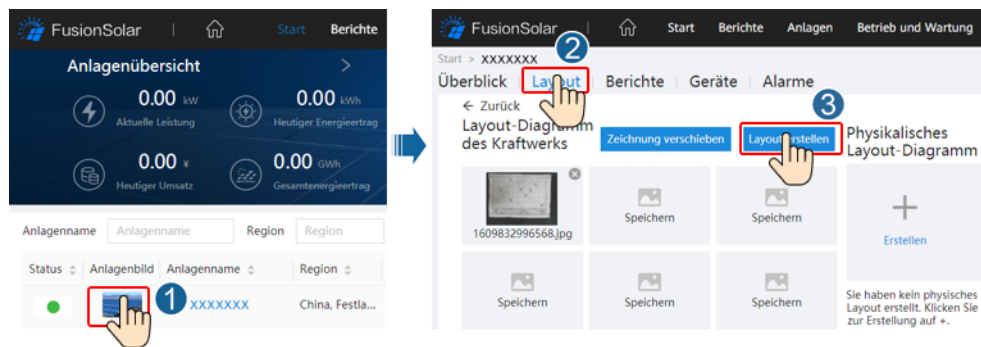 FusionSolar
Start Berichte
Anlagenübersicht >
0.00 kW
Aktuelle Leistung
0.00 kWh
Heutiger Energieertrag
0.00 ¥
Heutiger Umsatz
0.00 GWh
Gesamtenergieertrag
Anlagenname Anlagenname Region Region
Status Anlagenbild Anlagenname Region
1 XXXXXXX China, Festla...
FusionSolar Start Berichte Anlagen Betrieb und Wartung
2
Start > XXXXXXX
Überblick Layout Berichte Geräte Alarme
← Zurück
3
Layout-Diagramm
des Kraftwerks
Zeichnung verschieben Layout erstellen
Physikalisches
Layout-Diagramm
1609832996568.jpg
Speichern Speichern
Erstellen
Speichern Speichern Speichern
Sie haben kein physisches
Layout erstellt. Klicken Sie
zur Erstellung auf +.